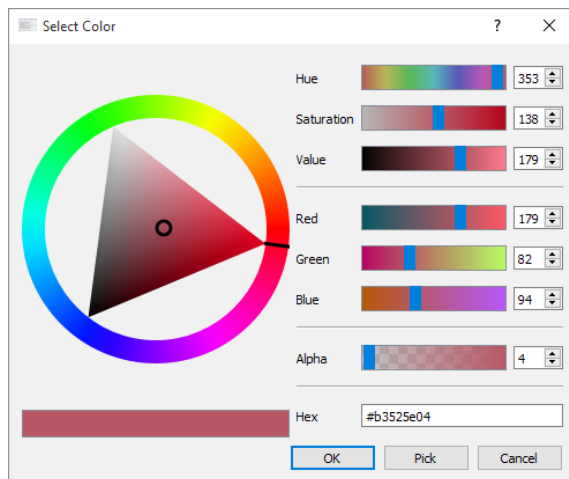 Select Color
?
Hue 353
Saturation 138
Value 179
Red 179
Green 82
Blue 94
Alpha 4
Hex #b3525e04
OK Pick Cancel